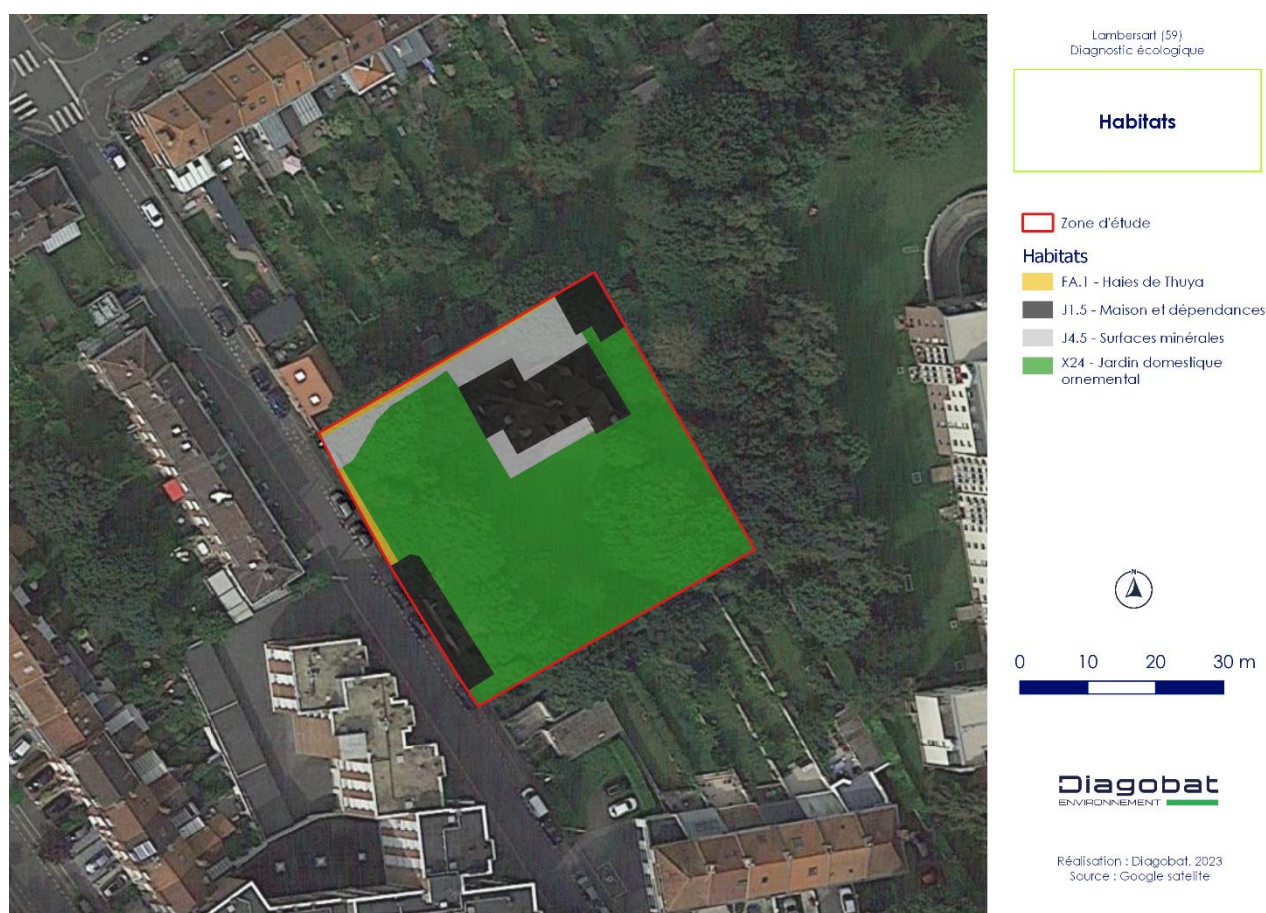 Lambersart (59)
Diagnostic écologique
Habitats
Zone d'étude
Habitats
FA.1 - Haies de Thuya
J1.5 - Maison et dépendances
J4.5 - Surfaces minérales
X24 - Jardin domestique
ornemental
N
0 10 20 30 m
Diagobat
ENVIRONNEMENT
Réalisation : Diagobat, 2023
Source : Google satelite